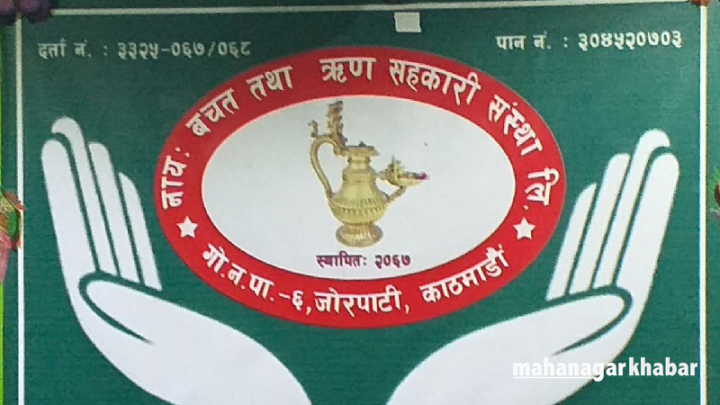 दर्ता नं. : ३३२५-०६७/०६८
पान नं. : ३०४५२०७०३
नायः बचत तथा ऋण सहकारी संस्था लि.
स्थापितः २०६७
गो.न.पा.-६,जोरपाटी, काठमाडौं
mahanagarkhabar